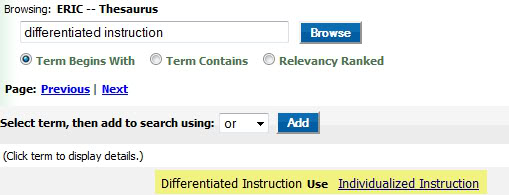 Browsing: ERIC -- Thesaurus
differentiated instruction Browse
Term Begins With Term Contains Relevancy Ranked
Page: Previous | Next
Select term, then add to search using: or Add
(Click term to display details.)
Differentiated Instruction Use Individualized Instruction